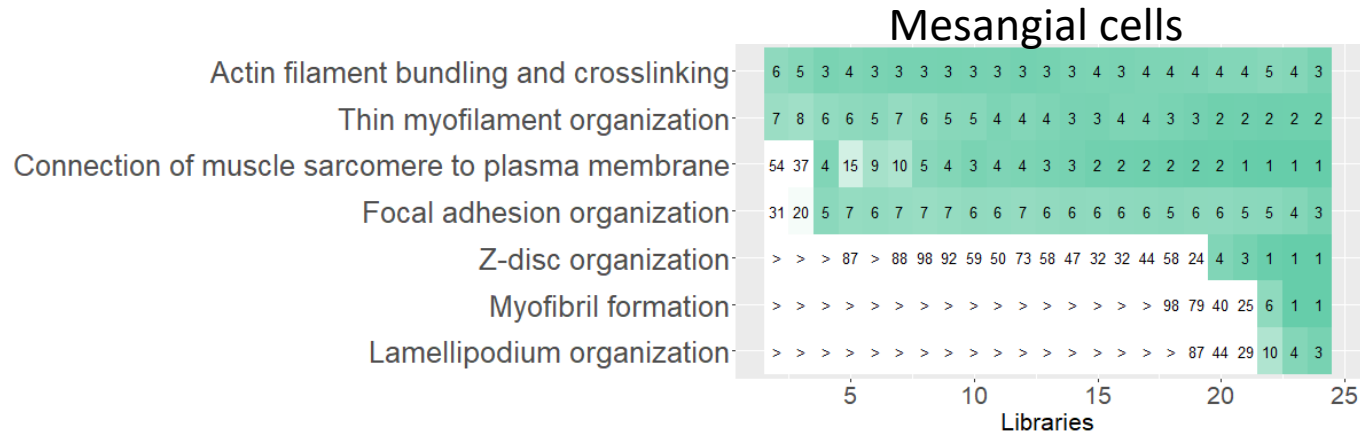 Mesangial cells
Actin filament bundling and crosslinking 6 5 3 4 3 3 3 3 3 3 3 3 3 4 3 4 4 4 4 4 5 4 3
Thin myofilament organization 7 8 6 6 5 7 6 5 5 4 4 4 3 3 4 4 3 3 2 2 2 2 2
Connection of muscle sarcomere to plasma membrane 54 37 4 15 9 10 5 4 3 4 4 3 3 2 2 2 2 2 2 1 1 1 1
Focal adhesion organization 31 20 5 7 6 7 7 7 6 6 7 6 6 6 6 6 5 6 6 5 5 4 3
Z-disc organization > > > 87 > 88 98 92 59 50 73 58 47 32 32 44 58 24 4 3 1 1 1
Myofibril formation > > > > > > > > > > > > > > > > 98 79 40 25 6 1 1
Lamellipodium organization > > > > > > > > > > > > > > > > > 87 44 29 10 4 3
5 10 15 20 25
Libraries